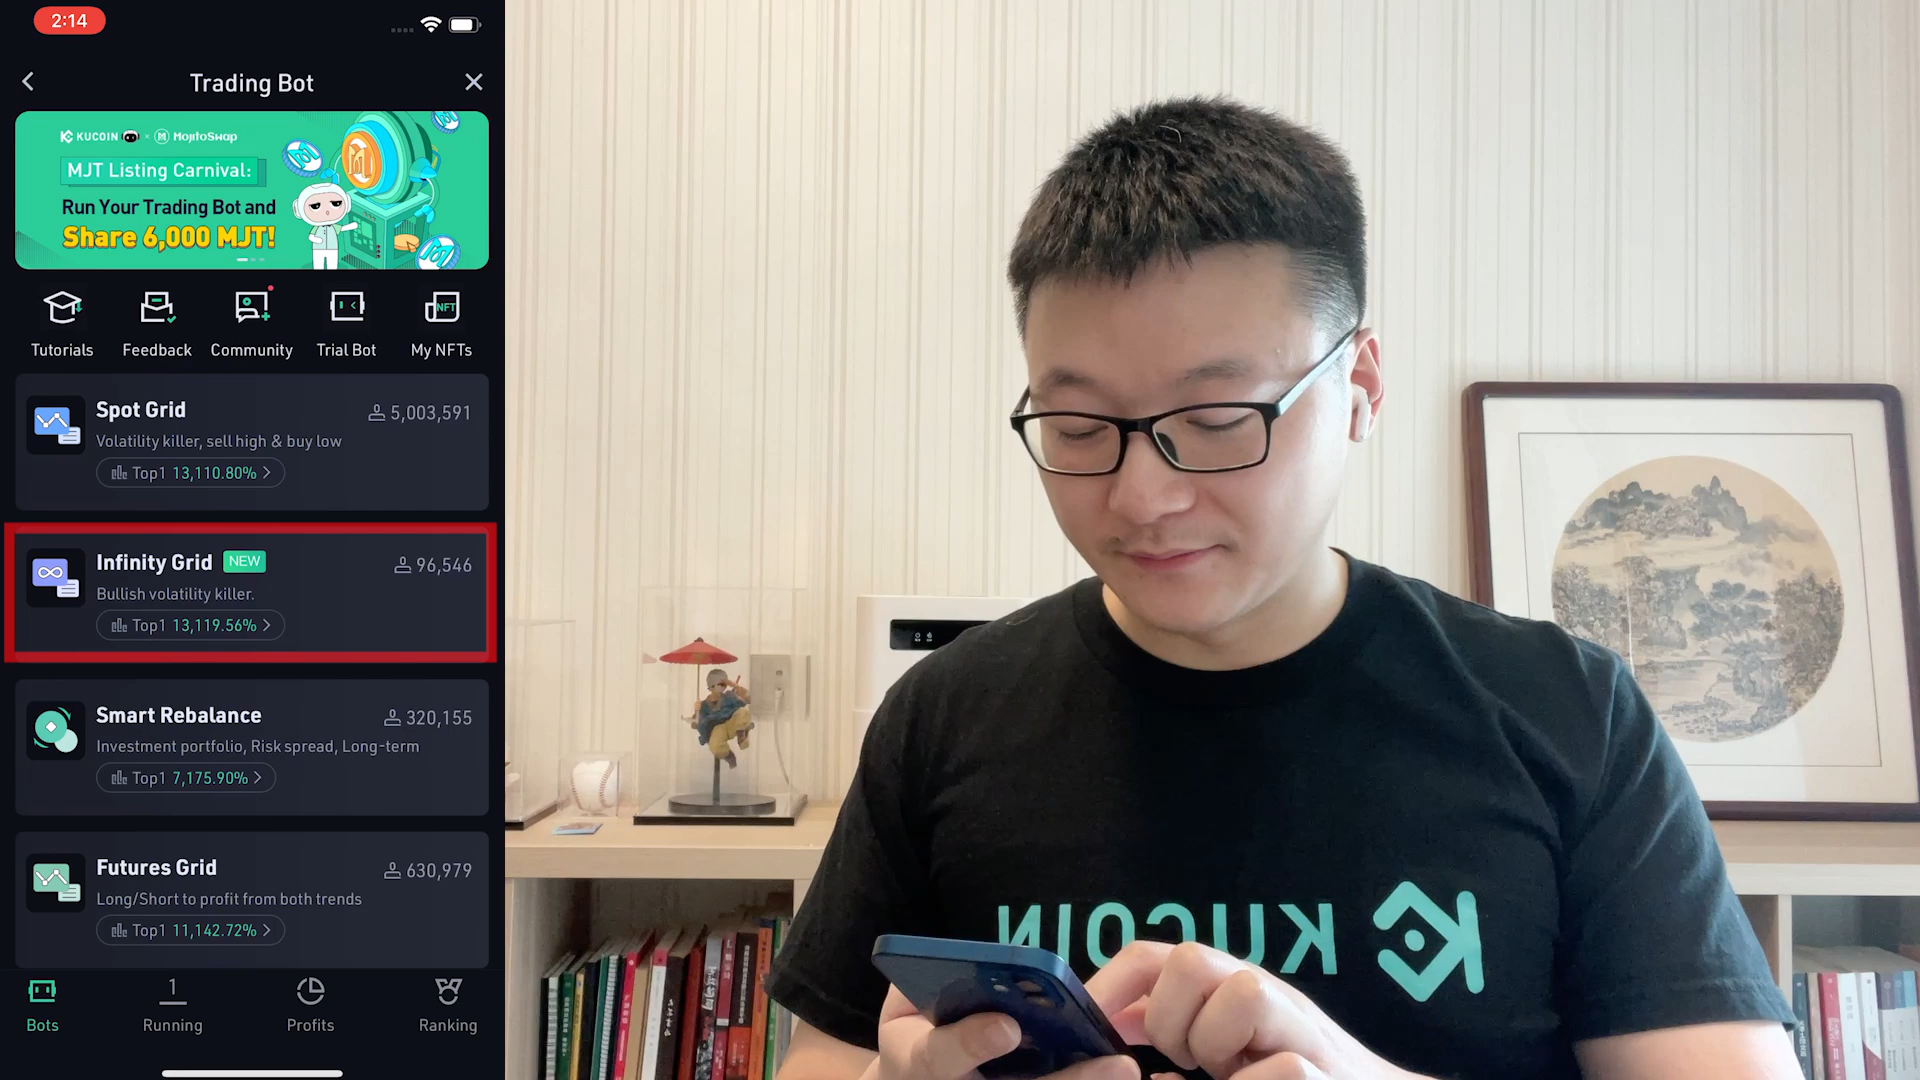 2:14
Trading Bot
KUCOIN × MojitoSwap
MJT Listing Carnival:
Run Your Trading Bot and
Share 6,000 MJT!
Tutorials
Feedback
Community
Trial Bot
NFT
My NFTs
Spot Grid
5,003,591
Volatility killer, sell high & buy low
Top1 13,110.80% >
Infinity Grid NEW
96,546
Bullish volatility killer.
Top1 13,119.56% >
Smart Rebalance
320,155
Investment portfolio, Risk spread, Long-term
Top1 7,175.90% >
Futures Grid
630,979
Long/Short to profit from both trends
Top1 11,142.72% >
Bots
1
Running
Profits
Ranking
KUCOIN